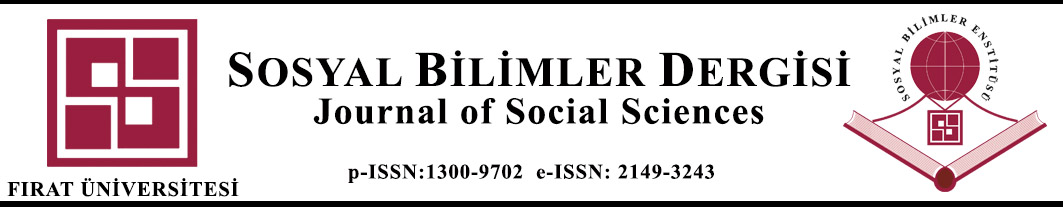 SOSYAL BİLİMLER DERGİSİ
Journal of Social Sciences
p-ISSN:1300-9702 e-ISSN: 2149-3243
FIRAT ÜNİVERSİTESİ
SOSYAL BİLİMLER ENSTİTÜSÜ